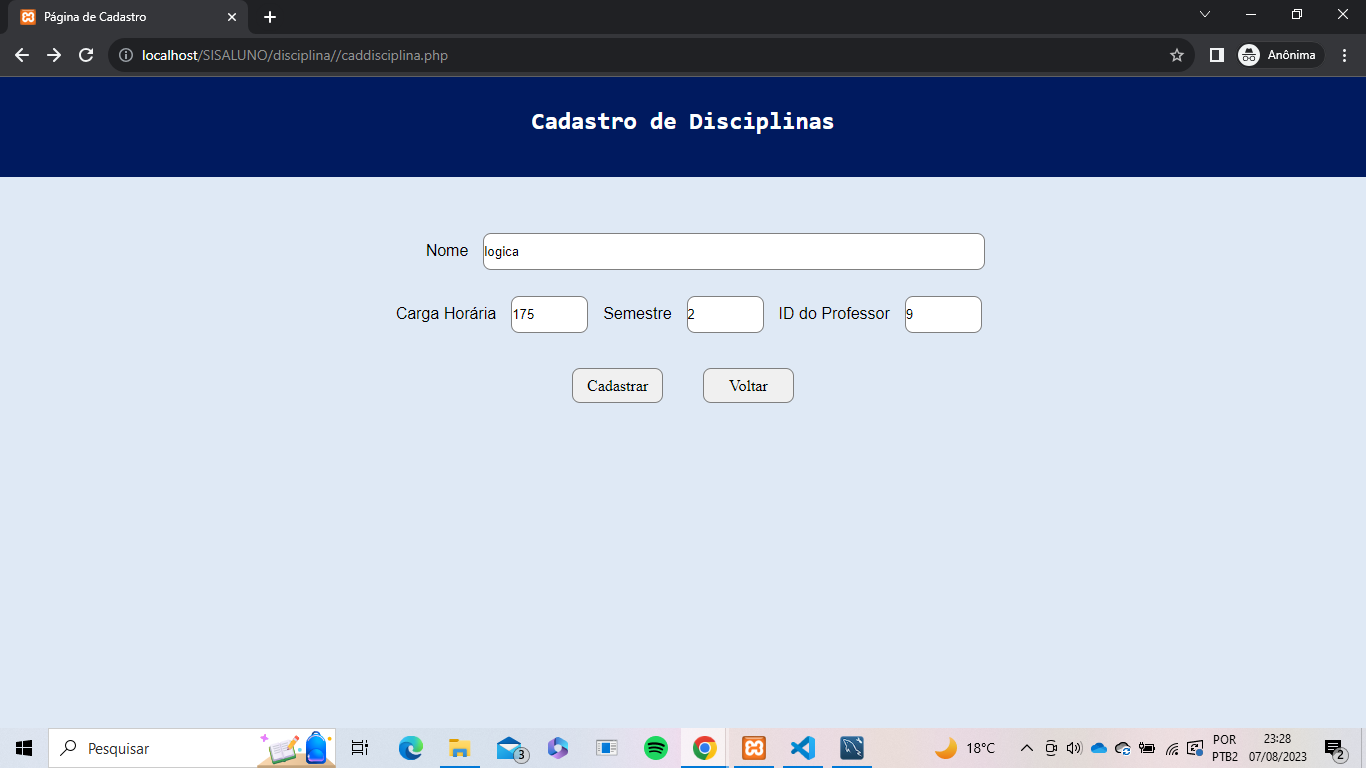 Página de Cadastro
localhost/SISALUNO/disciplina//caddisciplina.php
Anônima
Cadastro de Disciplinas
Nome logica
Carga Horária 175 Semestre 2 ID do Professor 9
Cadastrar Voltar
Pesquisar
3
18°C
POR
PTB2
23:28
07/08/2023
2